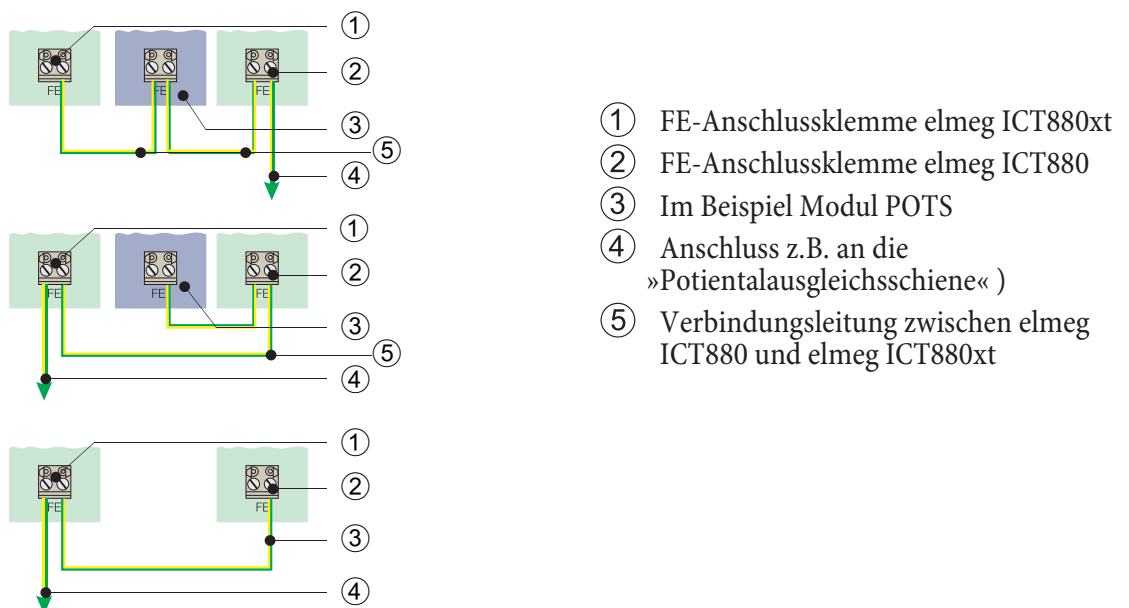 ①
FE FE FE
②
③
⑤
④
①
FE FE FE
②
③
⑤
④
①
FE FE
②
③
④
① FE-Anschlussklemme elmeg ICT880xt
② FE-Anschlussklemme elmeg ICT880
③ Im Beispiel Modul POTS
④ Anschluss z.B. an die
»Potientalausgleichsschiene« )
⑤ Verbindungsleitung zwischen elmeg
ICT880 und elmeg ICT880xt